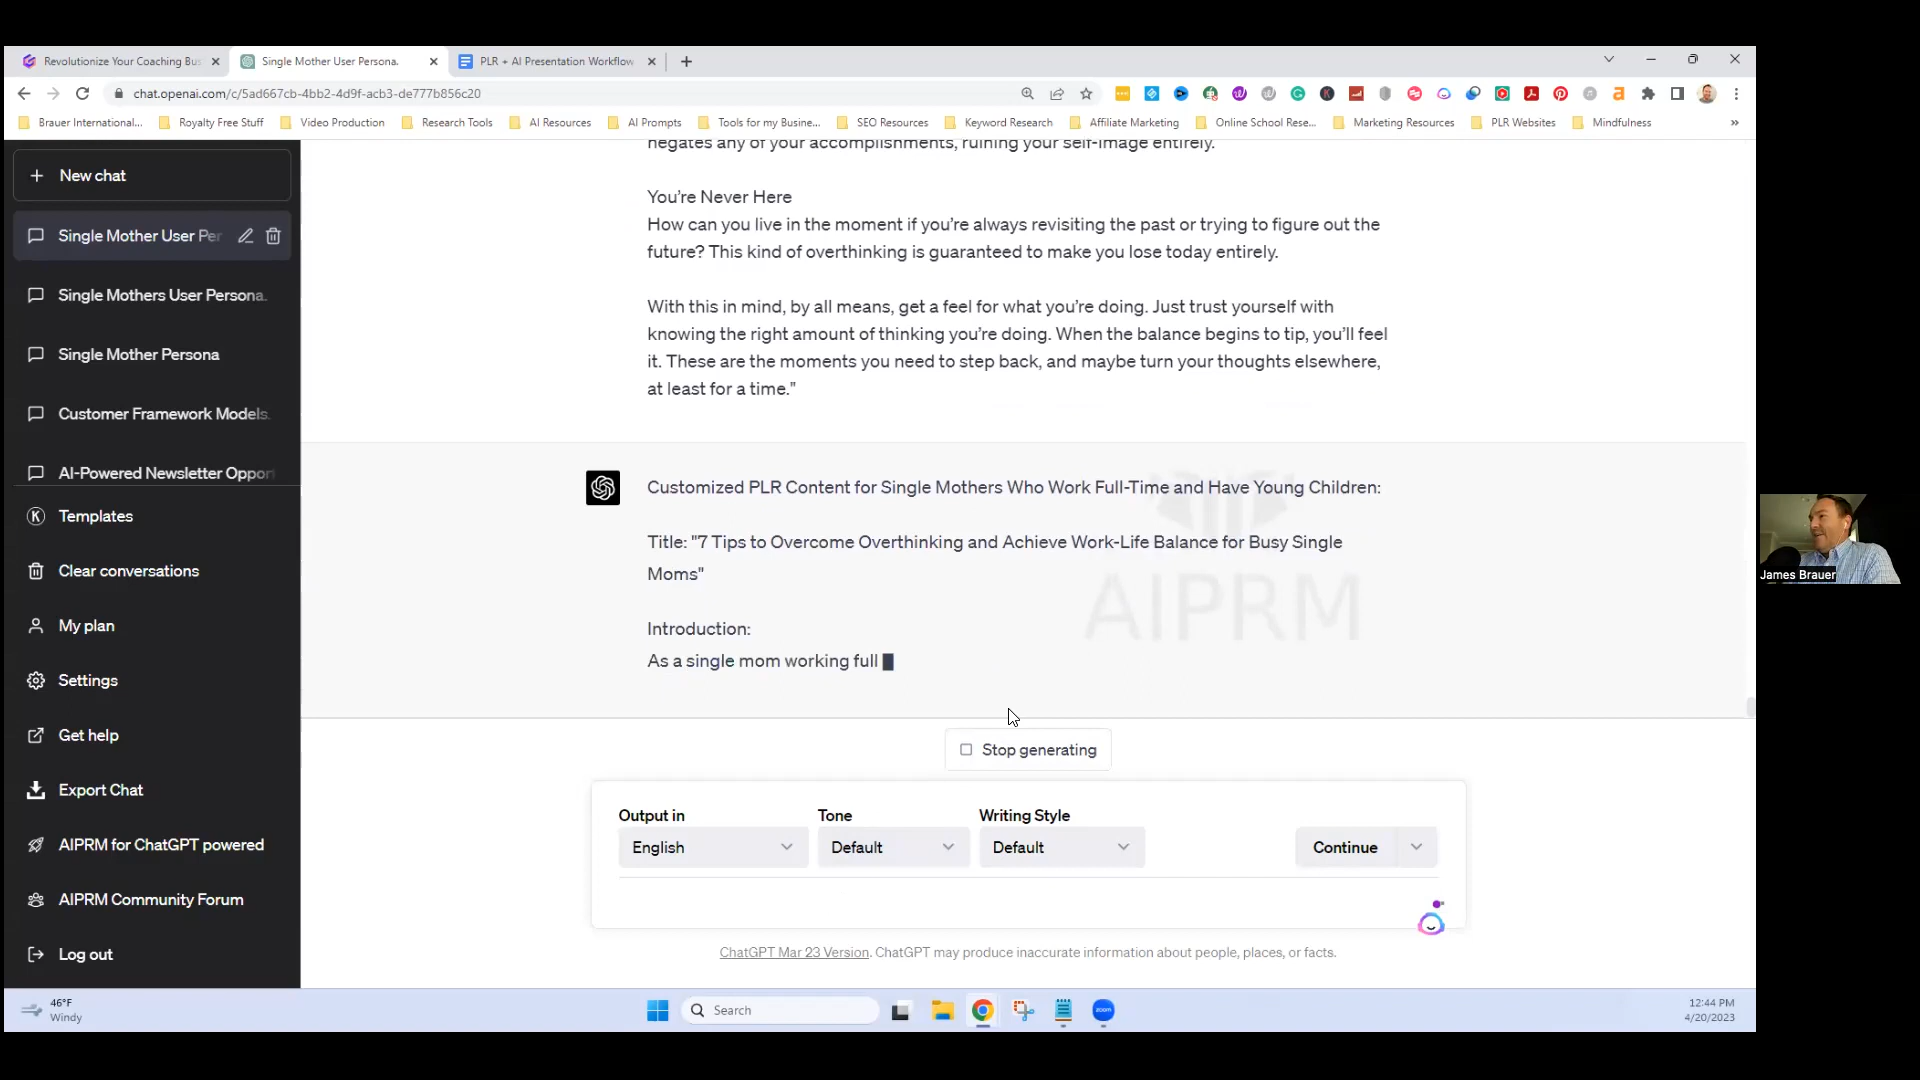 Revolutionize Your Coaching Bus
Single Mother User Persona.
PLR + AI Presentation Workflow
chat.openai.com/c/5ad667cb-4bb2-4d9f-acb3-de777b856c20
Brauer International...
Royalty Free Stuff
Video Production
Research Tools
AI Resources
AI Prompts
Tools for my Busine...
SEO Resources
Keyword Research
Affiliate Marketing
Online School Rese...
Marketing Resources
PLR Websites
Mindfulness
New chat
Single Mother User Per
Single Mothers User Persona.
Single Mother Persona
Customer Framework Models.
AI-Powered Newsletter Oppor
Templates
Clear conversations
My plan
Settings
Get help
Export Chat
AIPRM for ChatGPT powered
AIPRM Community Forum
Log out
negates any of your accomplishments, ruining your self-image entirely.
You’re Never Here
How can you live in the moment if you’re always revisiting the past or trying to figure out the
future? This kind of overthinking is guaranteed to make you lose today entirely.
With this in mind, by all means, get a feel for what you’re doing. Just trust yourself with
knowing the right amount of thinking you’re doing. When the balance begins to tip, you’ll feel
it. These are the moments you need to step back, and maybe turn your thoughts elsewhere,
at least for a time."
Customized PLR Content for Single Mothers Who Work Full-Time and Have Young Children:
Title: "7 Tips to Overcome Overthinking and Achieve Work-Life Balance for Busy Single
Moms"
AIPRM
Introduction:
As a single mom working full
Stop generating
Output in
Tone
Writing Style
English
Default
Default
Continue
ChatGPT Mar 23 Version. ChatGPT may produce inaccurate information about people, places, or facts.
James Brauer
46°F
Windy
Search
zoom
12:44 PM
4/20/2023